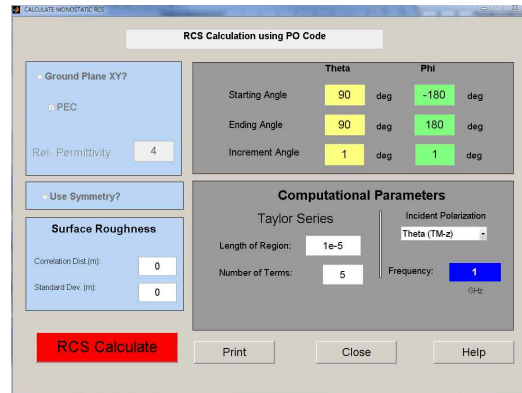 CALCULATE MONOSTATIC RCS
RCS Calculation using PO Code
Ground Plane XY?
PEC
Rel. Permittivity 4
Use Symmetry?
Surface Roughness
Correlation Dist.(m): 0
Standard Dev. (m): 0
Theta Phi
Starting Angle 90 deg -180 deg
Ending Angle 90 deg 180 deg
Increment Angle 1 deg 1 deg
Computational Parameters
Taylor Series
Length of Region: 1e-5
Number of Terms: 5
Incident Polarization
Theta (TM-z)
Frequency: 1
GHz
RCS Calculate
Print Close Help